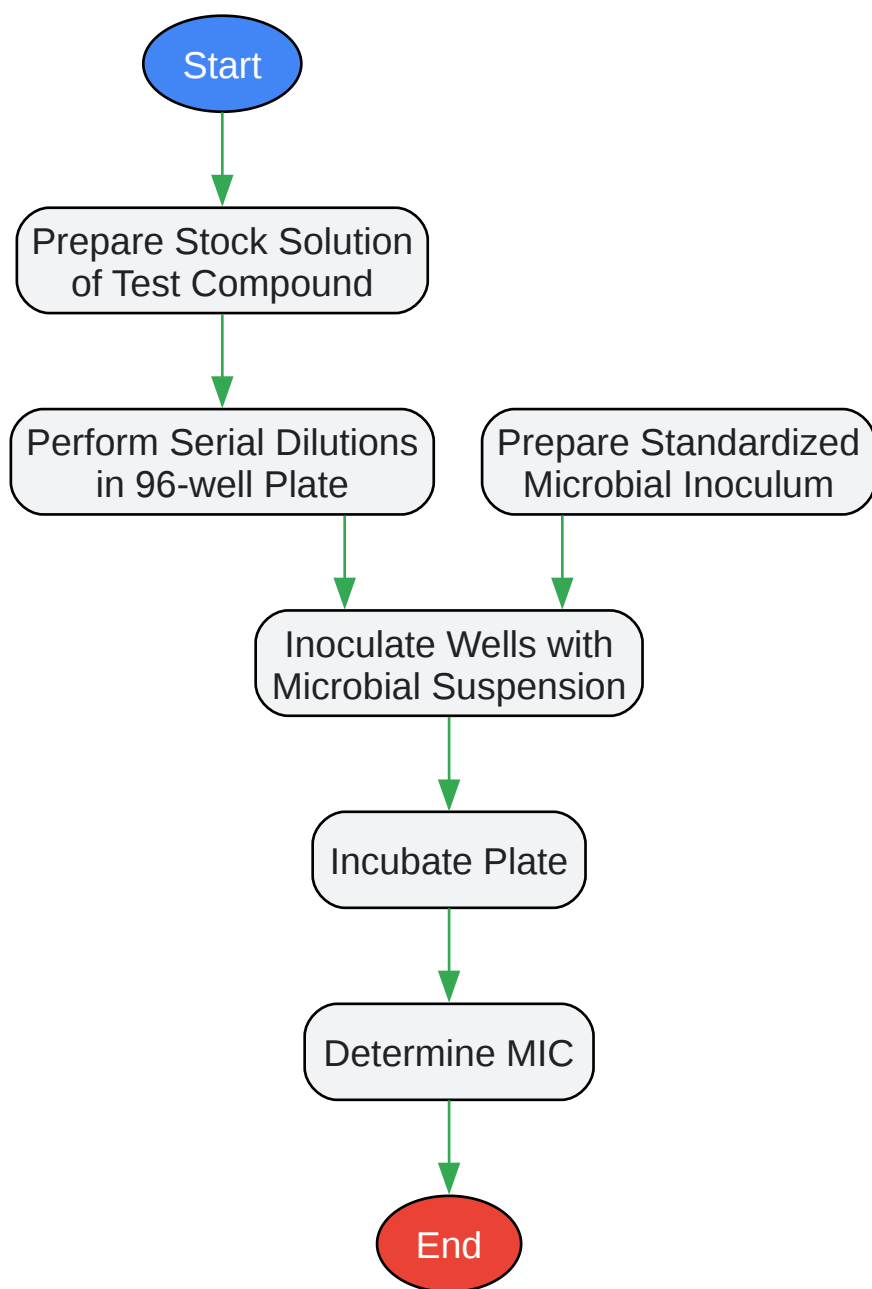 Start
Prepare Stock Solution
of Test Compound
Perform Serial Dilutions
in 96-well Plate
Prepare Standardized
Microbial Inoculum
Inoculate Wells with
Microbial Suspension
Incubate Plate
Determine MIC
End